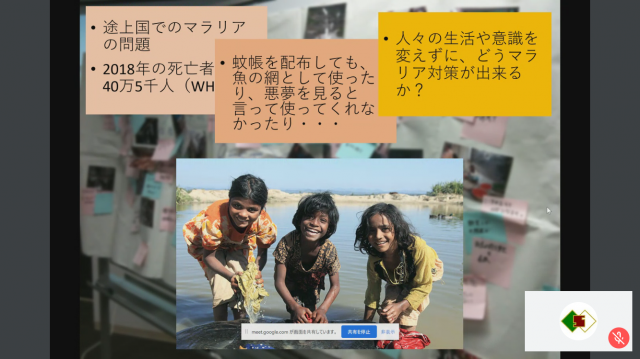 • 途上国でのマラリア
の問題
• 2018年の死亡者
40万5千人（WH
• 蚊帳を配布しても、
魚の網として使った
り、悪夢を見ると
言って使ってくれな
かったり・・・
• 人々の生活や意識を
変えずに、どうマラ
リア対策が出来る
か？
meet.google.com が画面を共有しています。
共有を停止
非表示